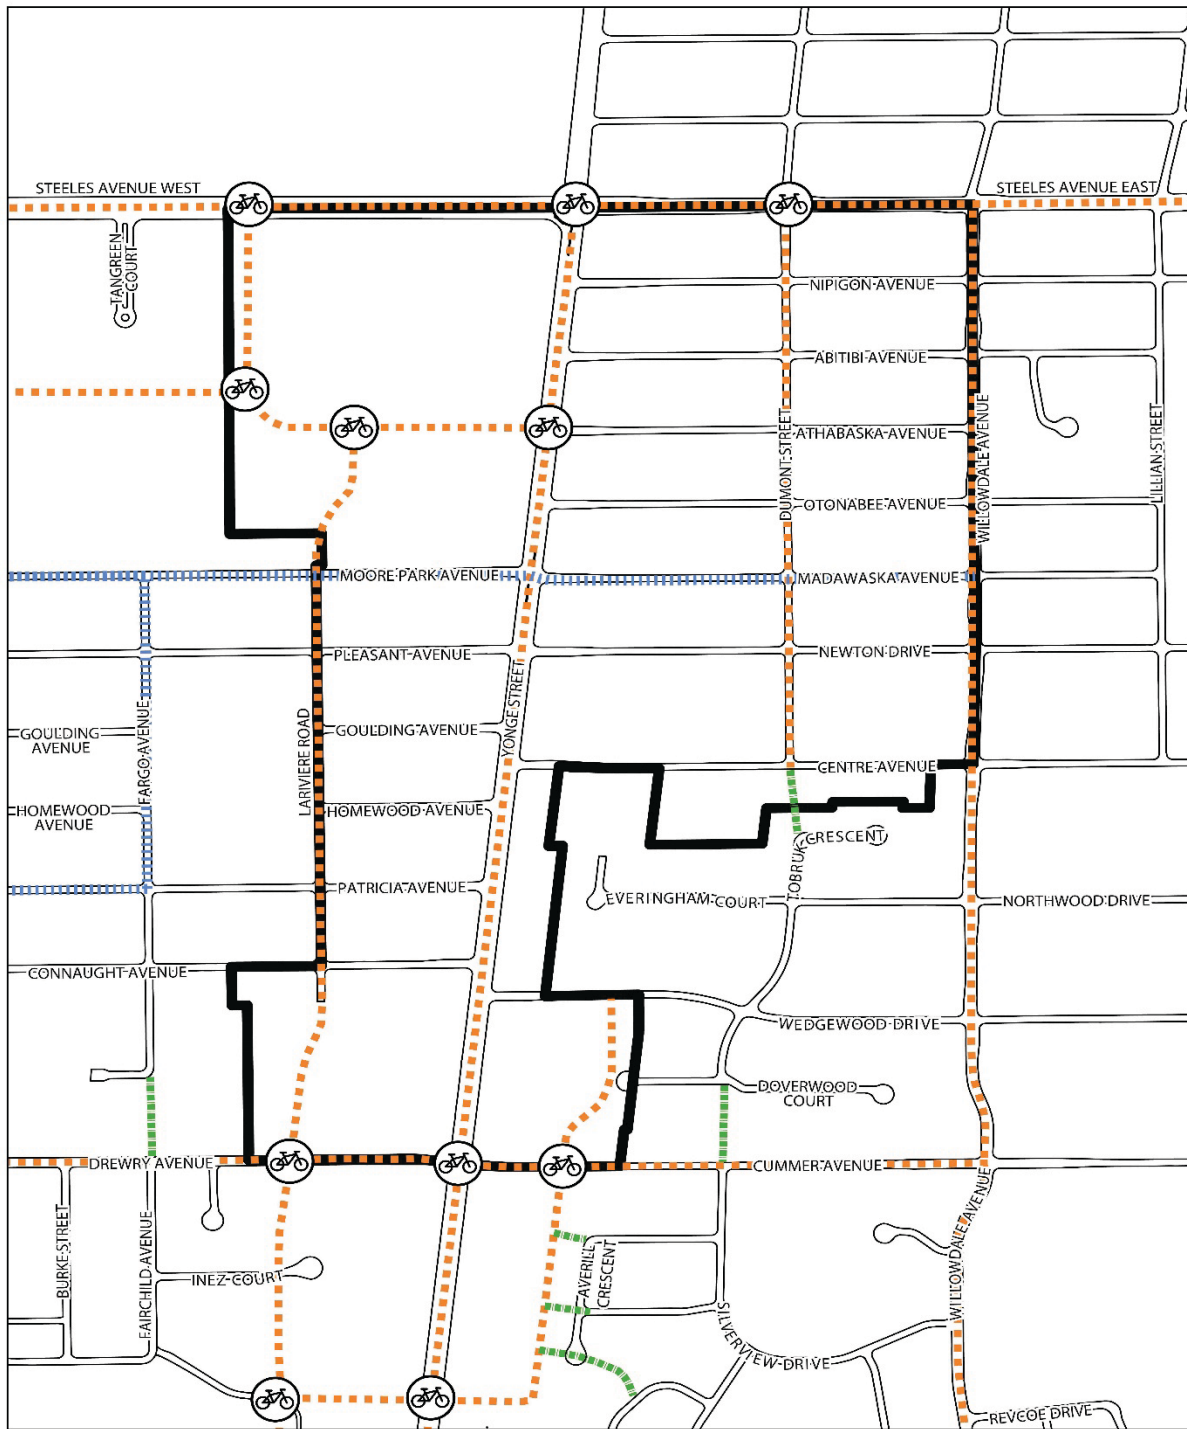 STEELES AVENUE WEST
STEELES AVENUE EAST
TANGREEN
COURT
NIPIGON AVENUE
ABITIBI AVENUE
DUMONT STREET
WILLOWDALE AVENUE
LILLIAN STREET
ATHABASKA AVENUE
OTONABEE AVENUE
MOORE PARK AVENUE
MADAWASKA AVENUE
PLEASANT AVENUE
NEWTON DRIVE
YONGE STREET
FARGO AVENUE
LARIVIERE ROAD
GOULDING
AVENUE
GOULDING AVENUE
CENTRE AVENUE
HOMEWOOD
AVENUE
HOMEWOOD AVENUE
TOBRUK
CRESCENT
PATRICIA AVENUE
EVERINGHAM COURT
NORTHWOOD DRIVE
CONNAUGHT AVENUE
WEDGEWOOD DRIVE
DOVERWOOD
COURT
DREWRY AVENUE
CUMMER AVENUE
BURKE STREET
FAIRCHILD AVENUE
INEZ COURT
AVERILL
CRESCENT
WILLOWDALE AVENUE
SILVERVIEW DRIVE
REVCOE DRIVE